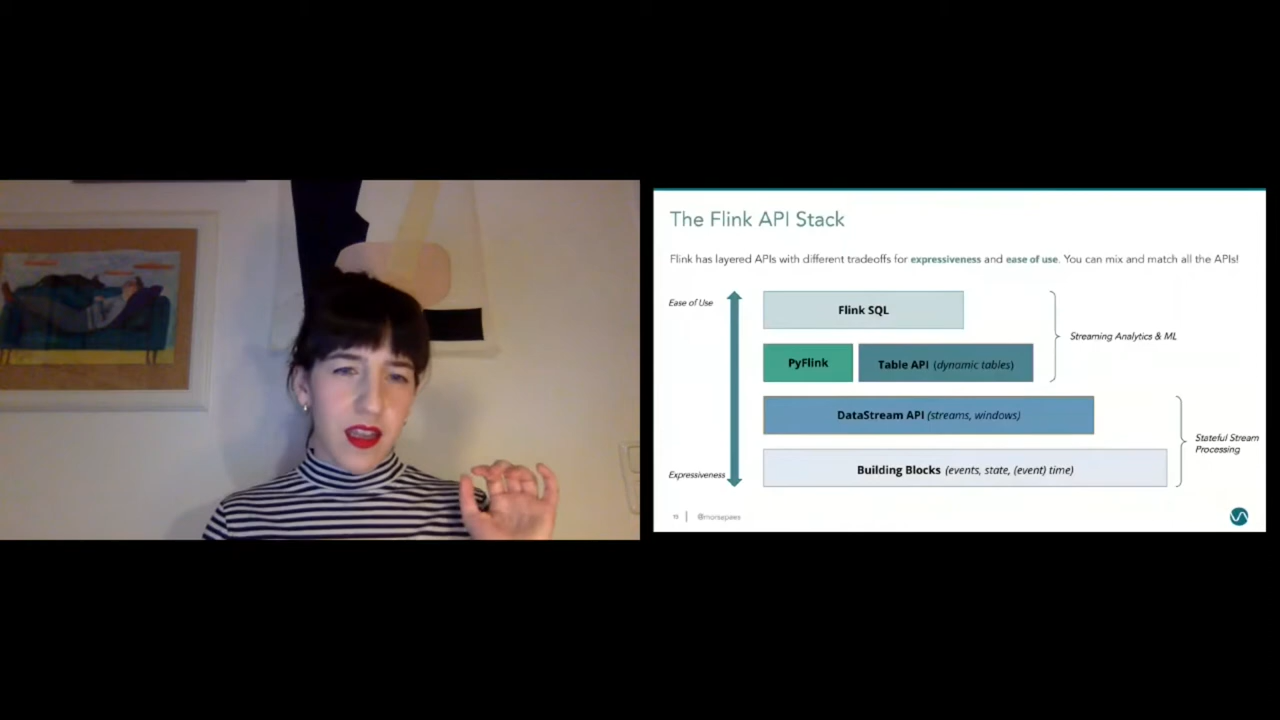 The Flink API Stack
Flink has layered APIs with different tradeoffs for expressiveness and ease of use. You can mix and match all the APIs!
Ease of Use
Flink SQL
Streaming Analytics & ML
PyFlink
Table API (dynamic tables)
DataStream API (streams, windows)
Stateful Stream
Processing
Building Blocks (events, state, (event) time)
Expressiveness
@morsapaes